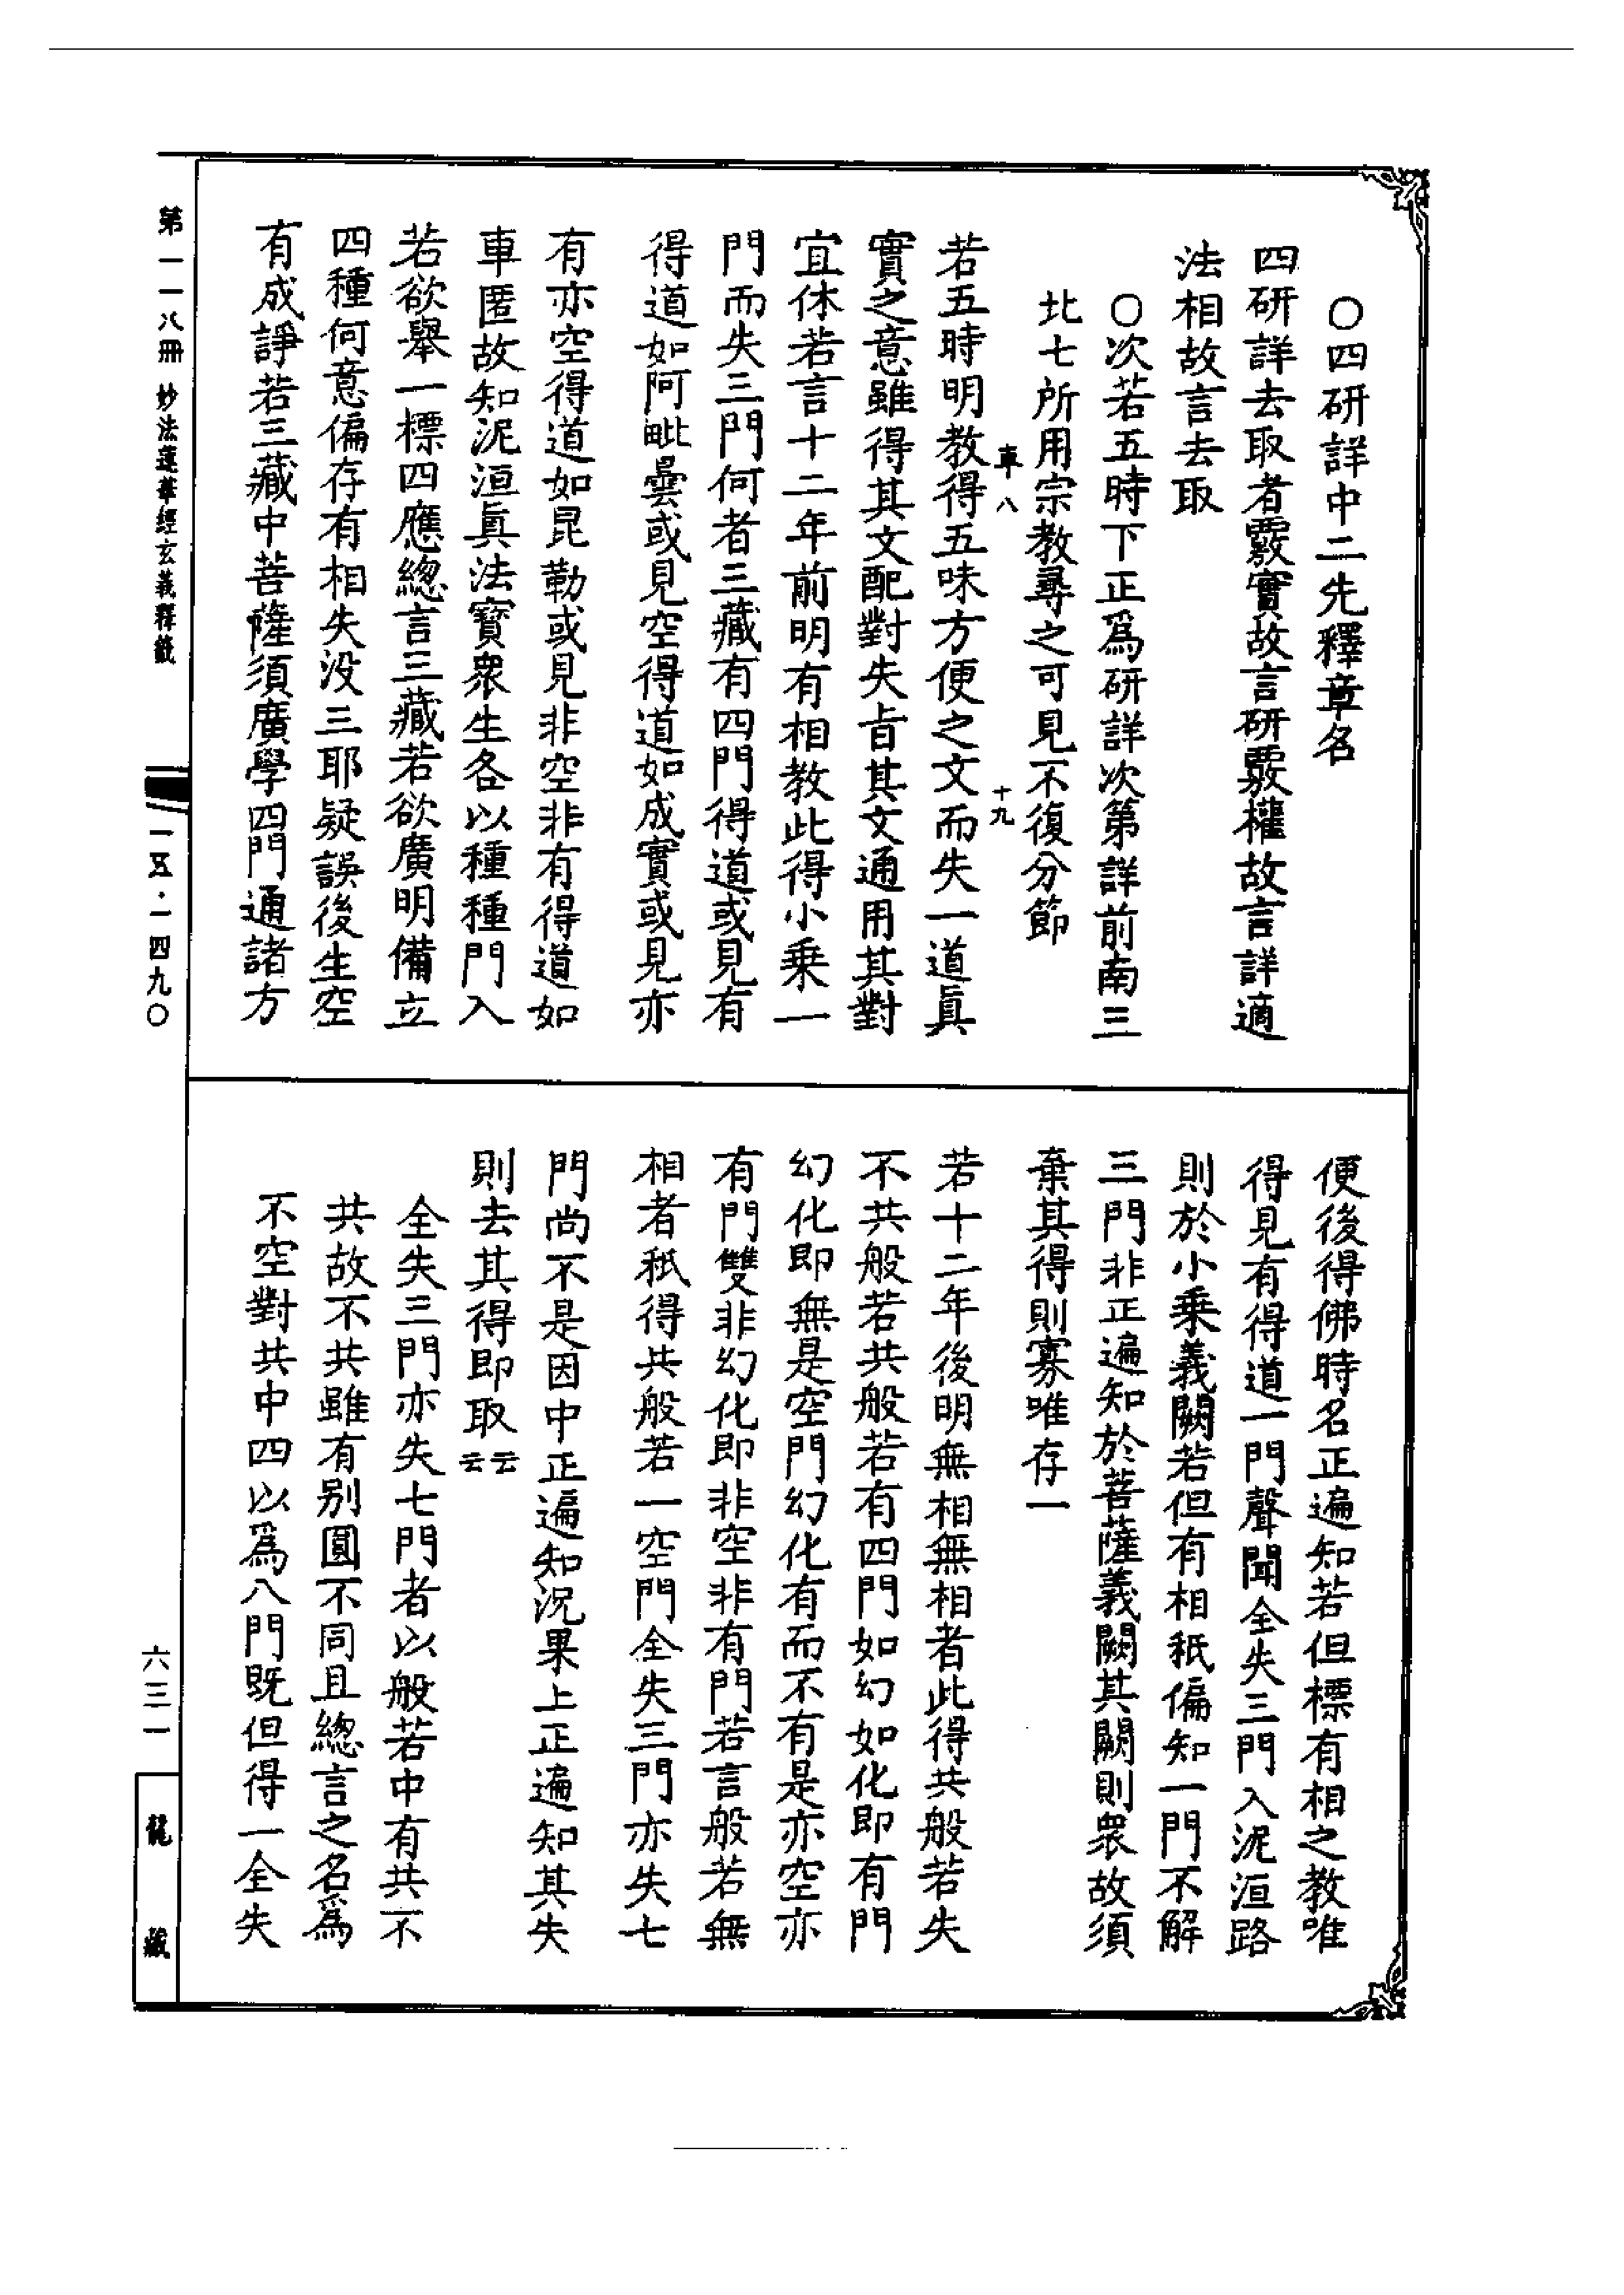 〇四研詳中二先釋章名
四研詳去取者覈實故言研覈權故言詳適
法相故言去取
〇次若五時下正爲研詳次第詳前南三
北七所用宗教尋之可見不復分節
車八
十九
若五時明教得五味方便之文而失一道眞
實之意雖得其文配對失旨其文通用其對
宜休若言十二年前明有相教此得小乗一
門而失三門何者三藏有四門得道或見有
得道如阿毗曇或見空得道如成實或見亦
有亦空得道如昆勒或見非空非有得道如
車匿故知泥洹眞法寶衆生各以種種門入
若欲舉一標四應總言三藏若欲廣明備立
四種何意偏存有相失没三耶疑誤後生空
有成諍若三藏中菩薩須廣學四門通諸方
便後得佛時名正遍知若但標有相之教唯
得見有得道一門聲聞全失三門入泥洹路
則於小乗義闕若但有相秖偏知一門不解
三門非正遍知於菩薩義闕其闕則衆故須
棄其得則寡唯存一
若十二年後明無相無相者此得共般若失
不共般若共般若有四門如幻如化即有門
幻化即無是空門幻化有而不有是亦空亦
有門雙非幻化即非空非有門若言般若無
相者秖得共般若一空門全失三門亦失七
門尚不是因中正遍知況果上正遍知其失
則去其得即取云云
全失三門亦失七門者以般若中有共不
共故不共雖有別圓不同且總言之名爲
不空對共中四以爲八門既但得一全失
第一一八冊 妙法蓮華經玄義釋籤
一五・一四九〇
六三一
龍藏